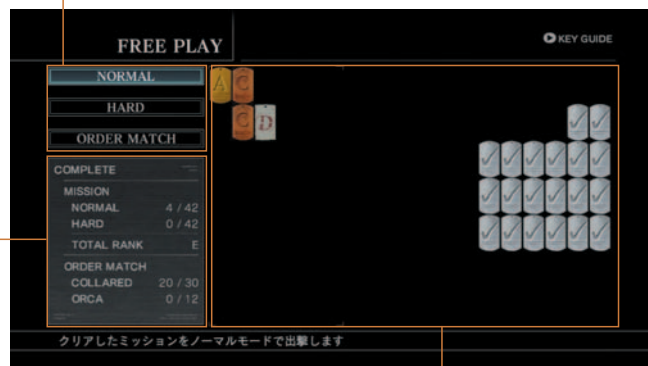 FREE PLAY
KEY GUIDE
NORMAL
HARD
ORDER MATCH
A C
C D
COMPLETE
MISSION
NORMAL 4 / 42
HARD 0 / 42
TOTAL RANK E
ORDER MATCH
COLLARED 20 / 30
ORCA 0 / 12
クリアしたミッションをノーマルモードで出撃します